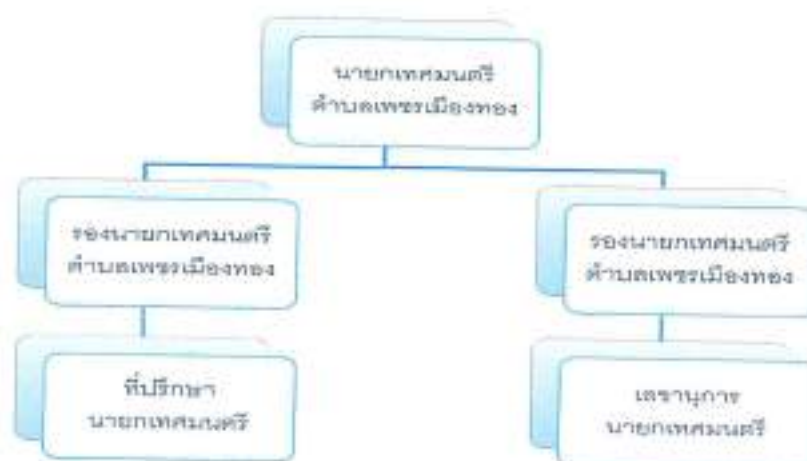 นายกเทศมนตรี
ตำบลเพชรเมืองทอง
รองนายกเทศมนตรี
ตำบลเพชรเมืองทอง
รองนายกเทศมนตรี
ตำบลเพชรเมืองทอง
ที่ปรึกษา
นายกเทศมนตรี
เลขานุการ
นายกเทศมนตรี